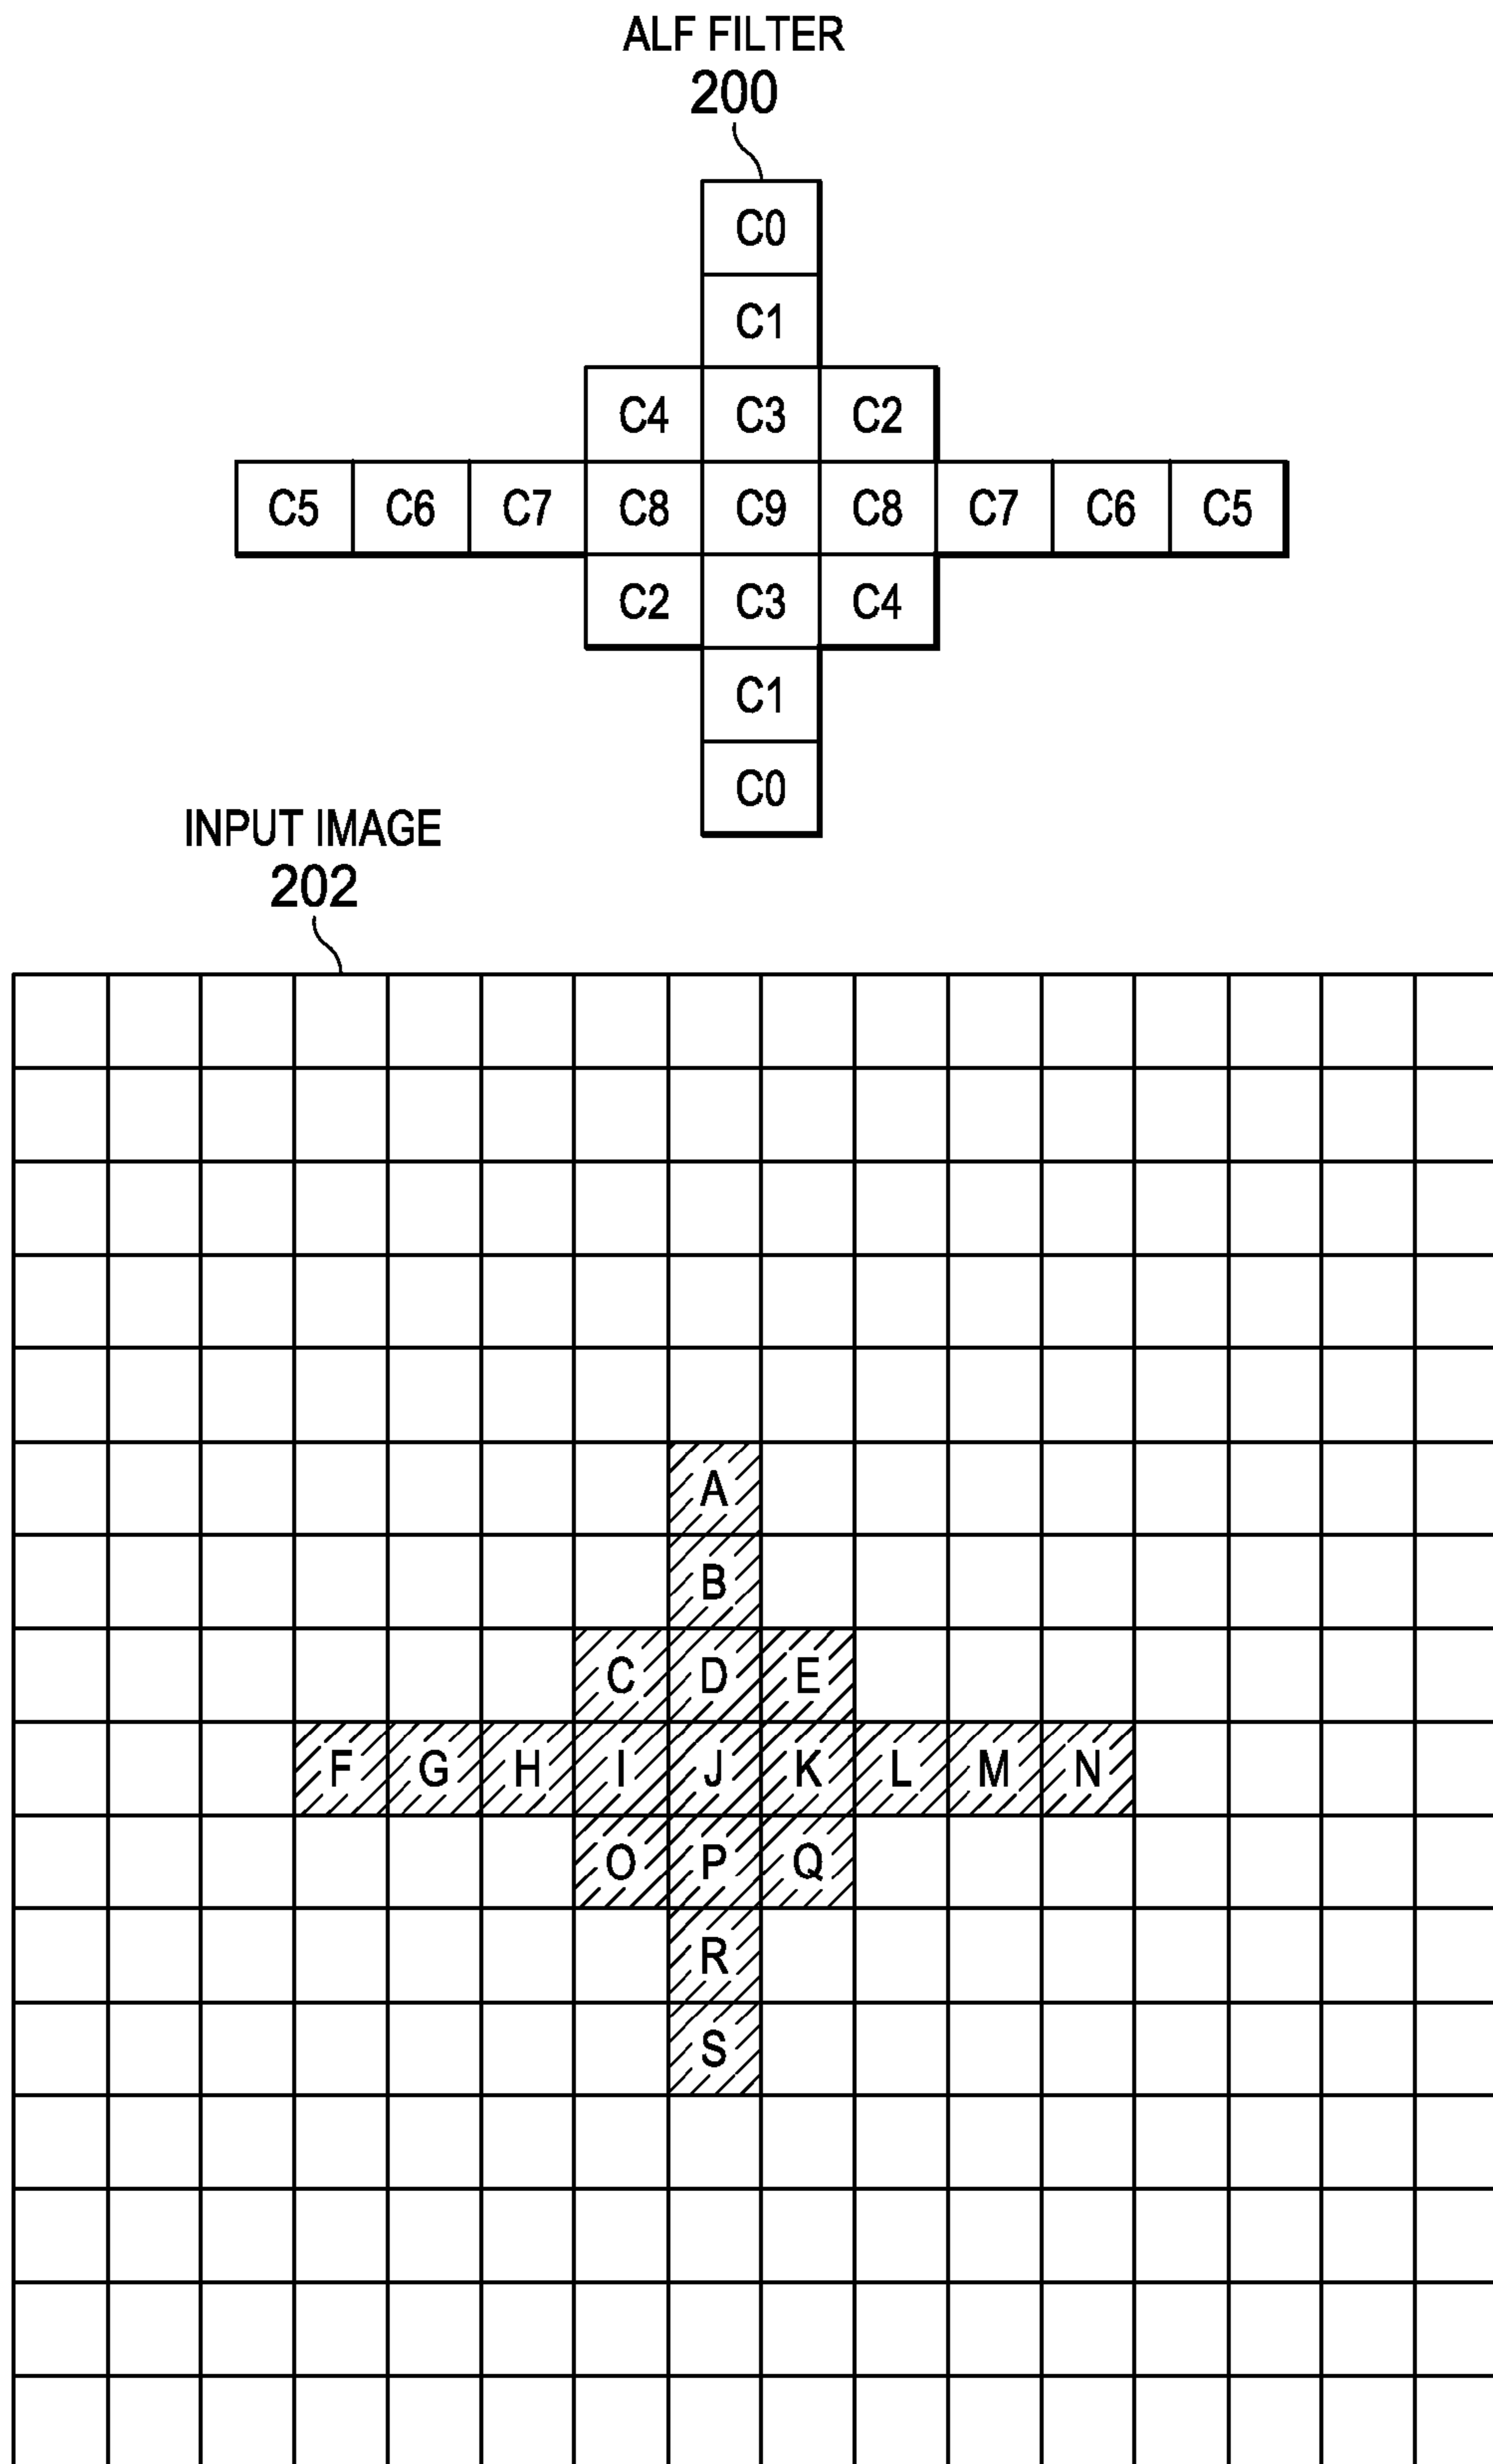 ALF FILTER
200
C0
C1
C4 C3 C2
C5 C6 C7 C8 C9 C8 C7 C6 C5
C2 C3 C4
C1
C0
INPUT IMAGE
202
A
B
C D E
F G H I J K L M N
O P Q
R
S